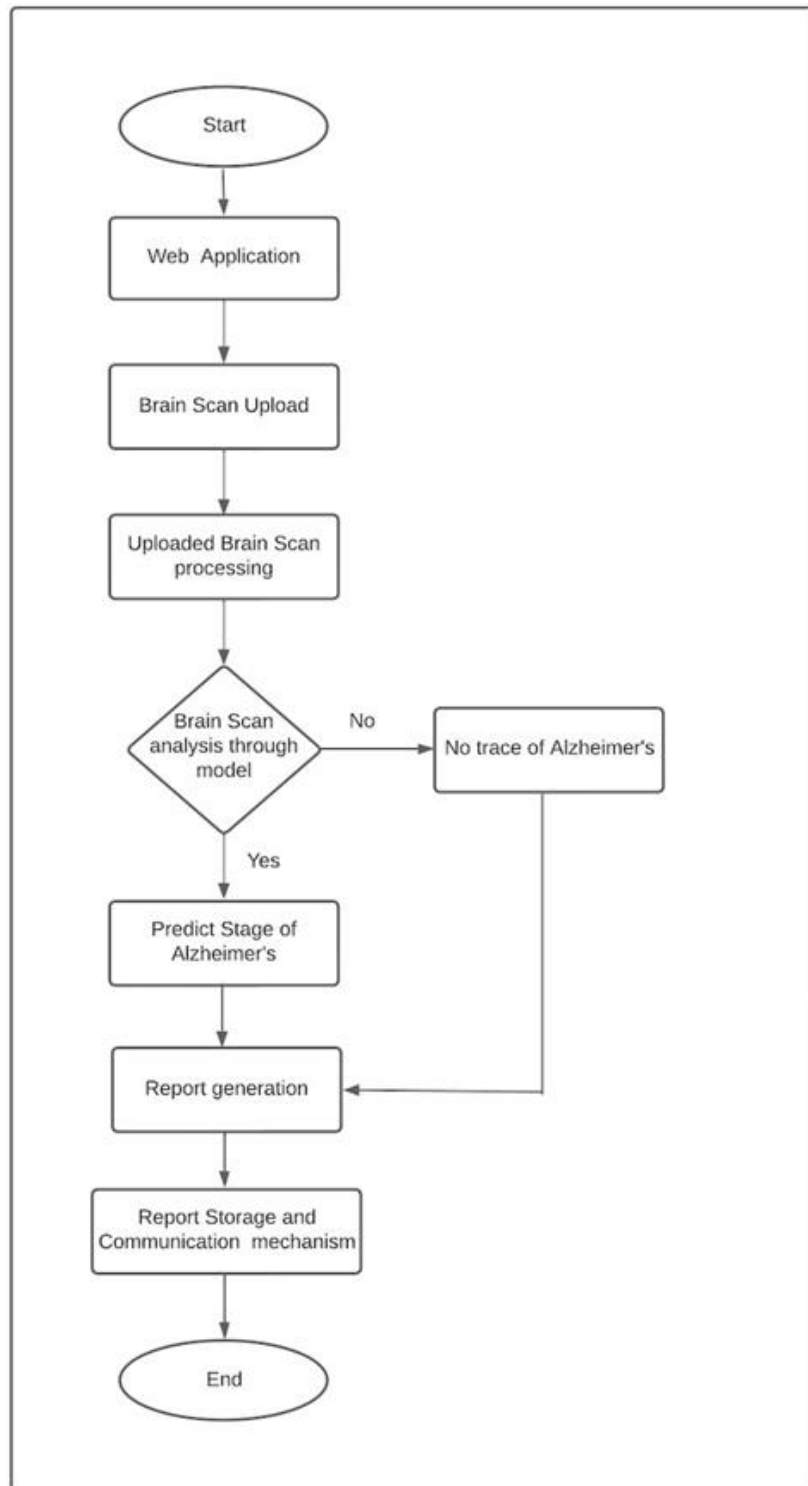 Start
Web Application
Brain Scan Upload
Uploaded Brain Scan
processing
Brain Scan
analysis through
model
No
No trace of Alzheimer's
Yes
Predict Stage of
Alzheimer's
Report generation
Report Storage and
Communication mechanism
End